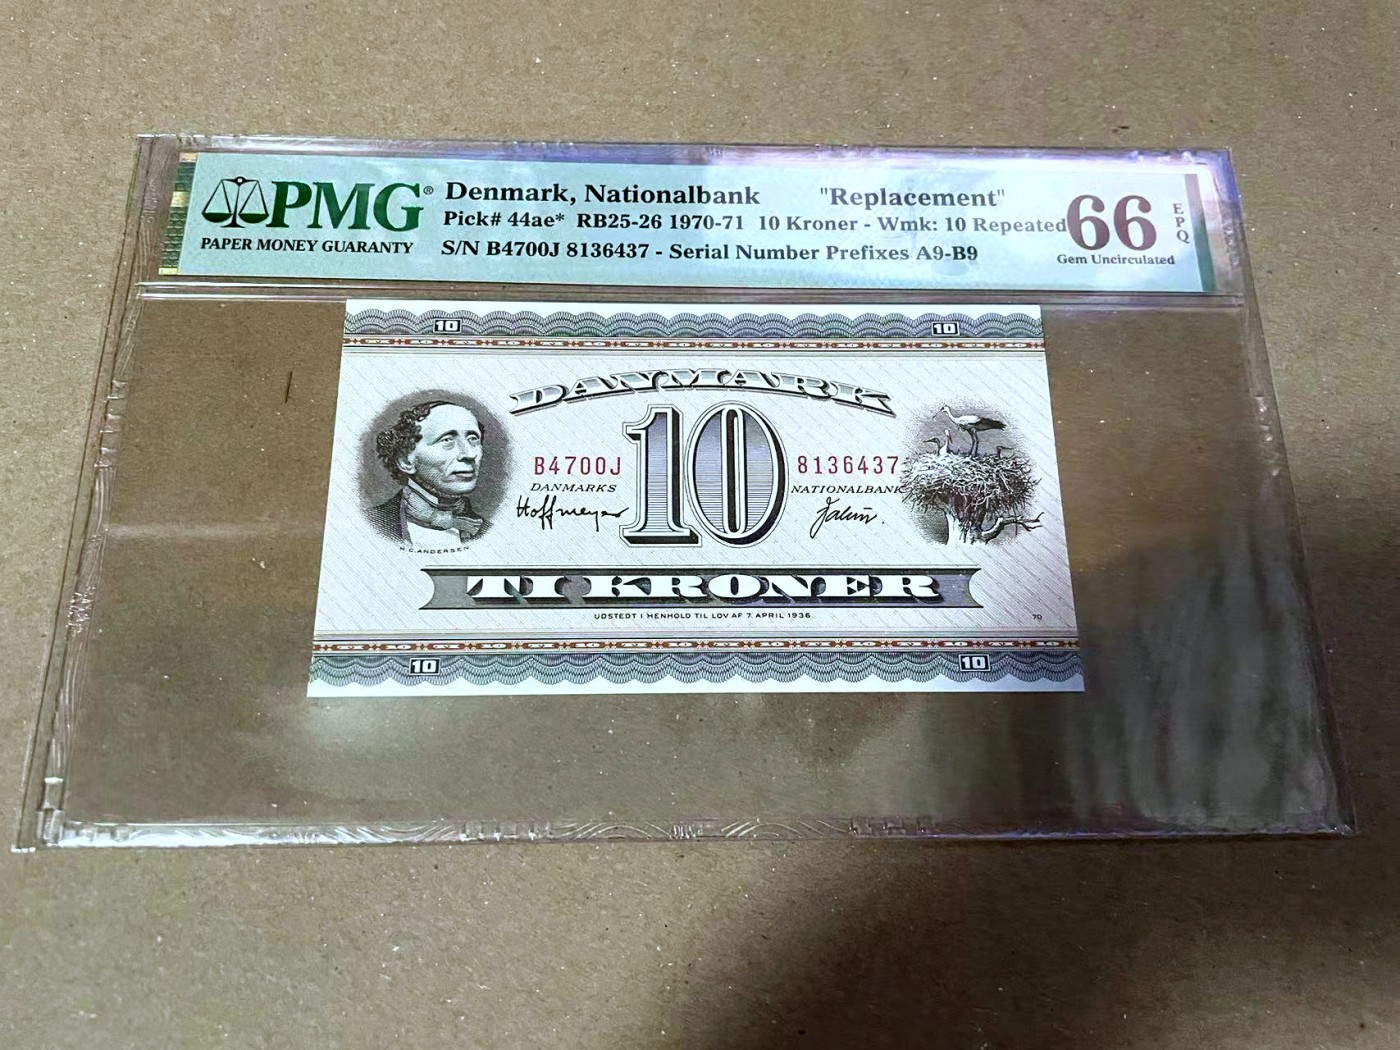 PMG®
PAPER MONEY GUARANTY
Denmark, Nationalbank "Replacement"
Pick# 44ae* RB25-26 1970-71 10 Kroner - Wmk: 10 Repeated
S/N B4700J 8136437 - Serial Number Prefixes A9-B9
66
EPQ
Gem Uncirculated
10 10
DANMARK
10
B4700J 8136437
DANMARKS NATIONALBANK
Hoffmeyer
H.C. ANDERSEN
TI KRONER
UDSTEDT I HENHOLD TIL LOV AF 7. APRIL 1936
70
10 10